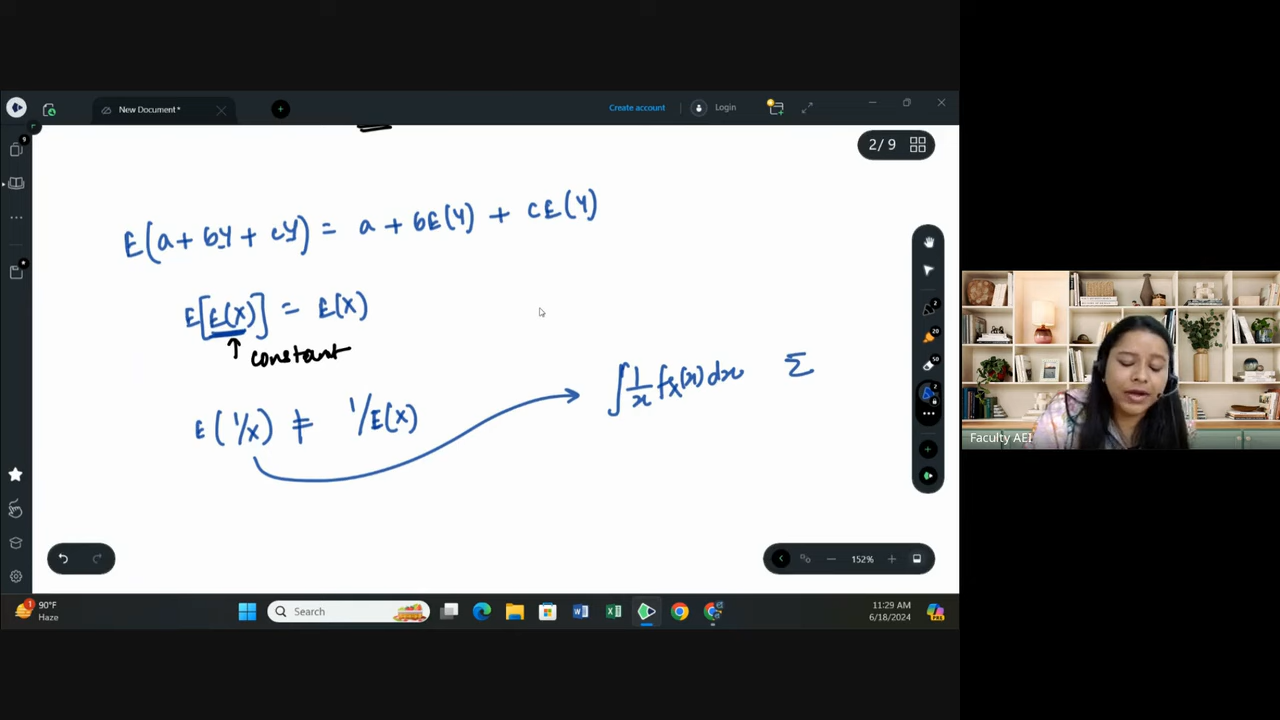 New Document*
Create account
Login
2/ 9
E(a + bY + cY) = a + bE(Y) + cE(Y)
E[E(X)] = E(X)
↑ constant
E(1/X) ≠ 1/E(X)
∫ 1/x fX(x) dx Σ
Faculty AEI
152%
90°F
Haze
Search
11:29 AM
6/18/2024